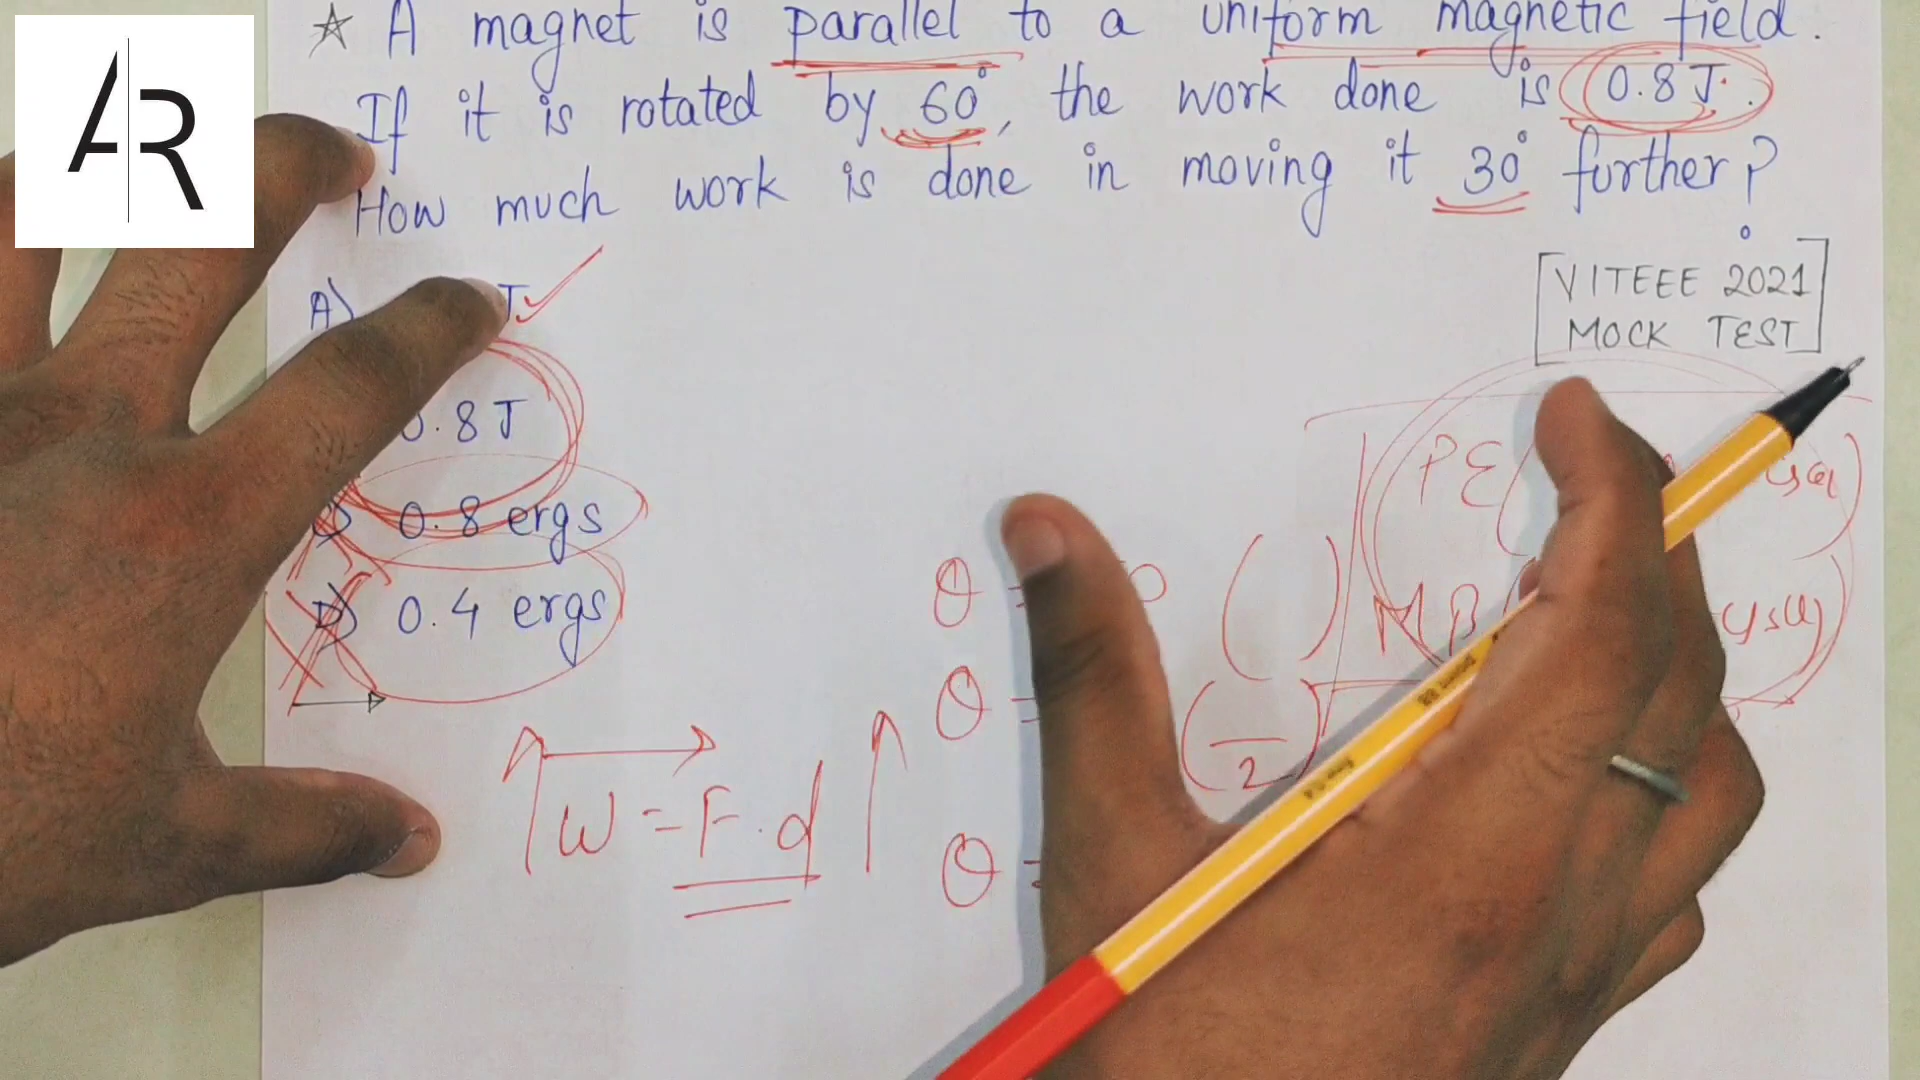 AR
☆ A magnet is parallel to a uniform magnetic field.
If it is rotated by 60°, the work done is 0.8 J.
How much work is done in moving it 30° further?
[VITEEE 2021
MOCK TEST]
A) J ✓
0.8 J
0.8 ergs
D) 0.4 ergs
PE(
MB(
θ =
θ =
2
W = F.d
θ =